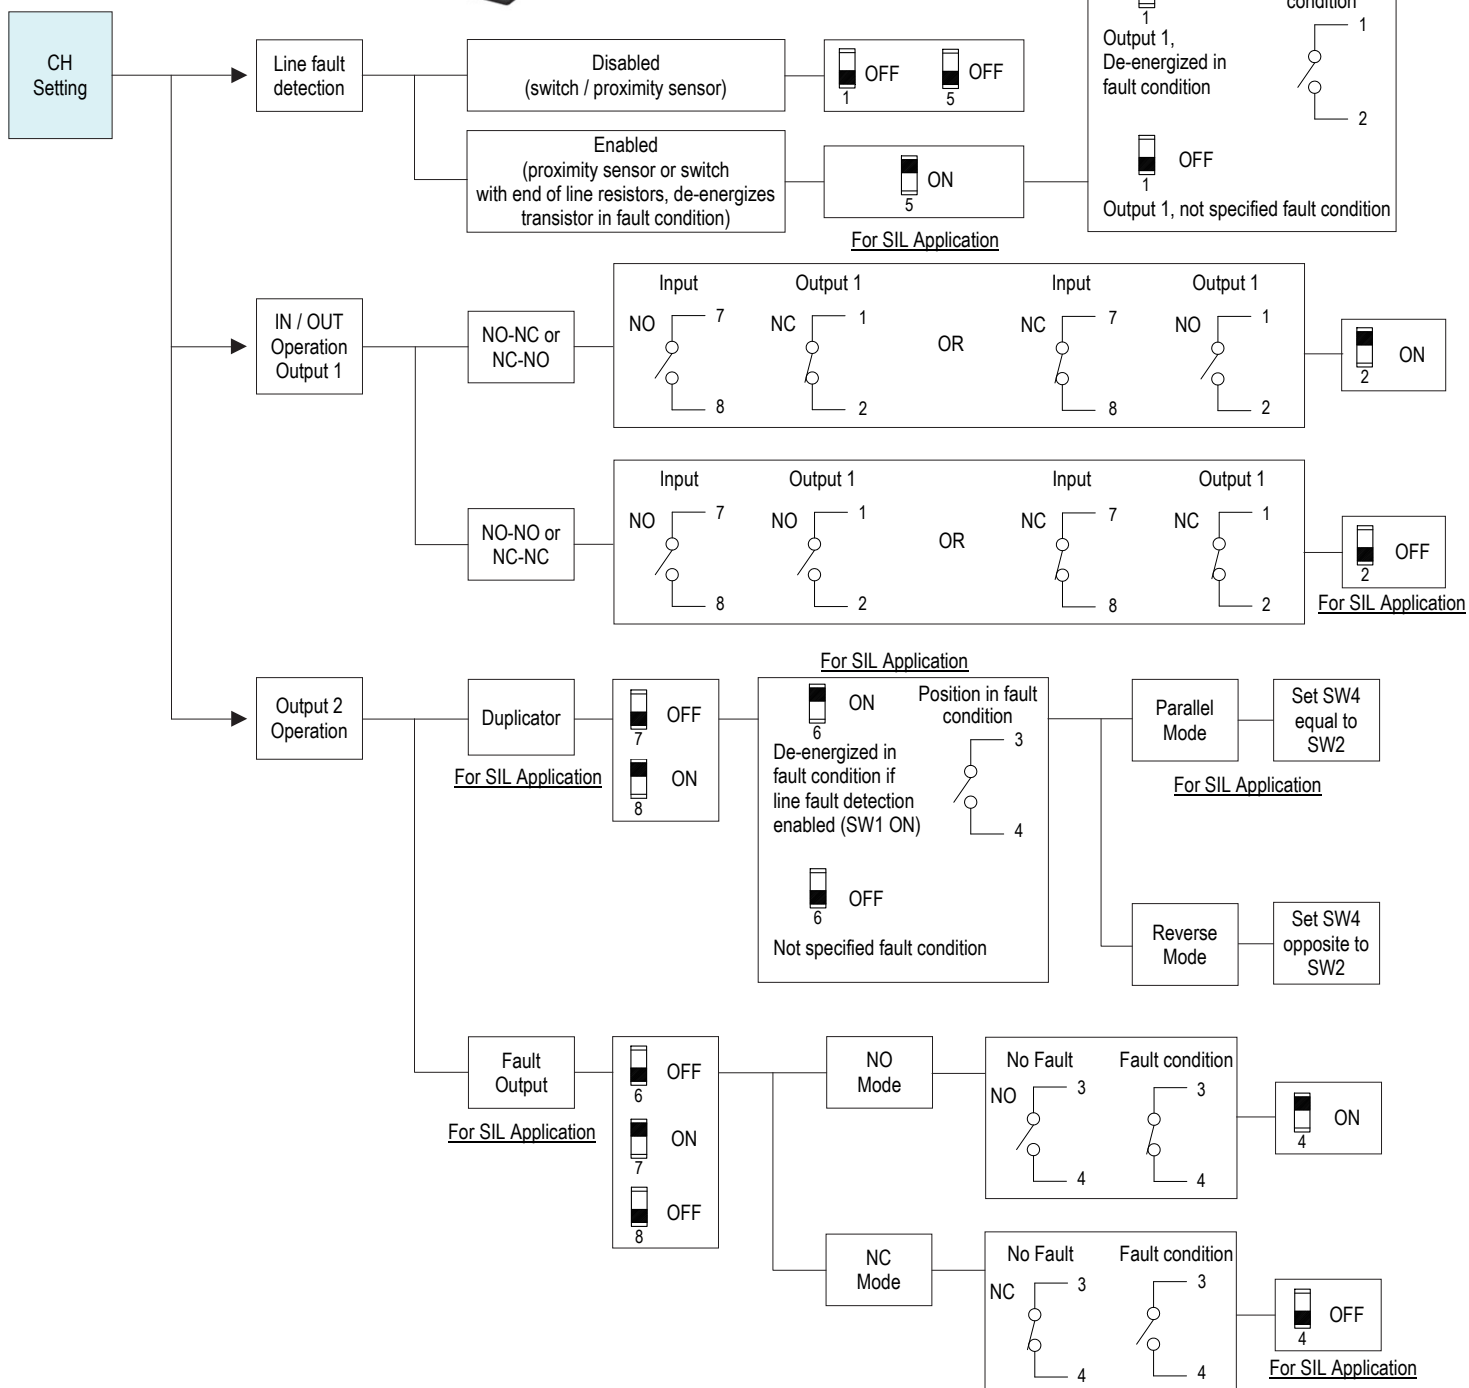 CH
Setting
Line fault
detection
Disabled
(switch / proximity sensor)
1
OFF
5
OFF
Enabled
(proximity sensor or switch
with end of line resistors, de-energizes
transistor in fault condition)
5
ON
For SIL Application
condition
1
Output 1,
De-energized in
fault condition
1
2
1
OFF
Output 1, not specified fault condition
IN / OUT
Operation
Output 1
NO-NC or
NC-NO
Input
Output 1
Input
Output 1
NO
7
8
NC
1
2
OR
NC
7
8
NO
1
2
2
ON
NO-NO or
NC-NC
Input
Output 1
Input
Output 1
NO
7
8
NO
1
2
OR
NC
7
8
NC
1
2
2
OFF
For SIL Application
Output 2
Operation
Duplicator
For SIL Application
7
OFF
8
ON
For SIL Application
6
ON
Position in fault
condition
De-energized in
fault condition if
line fault detection
enabled (SW1 ON)
3
4
6
OFF
Not specified fault condition
Parallel
Mode
Set SW4
equal to
SW2
For SIL Application
Reverse
Mode
Set SW4
opposite to
SW2
Fault
Output
For SIL Application
6
OFF
7
ON
8
OFF
NO
Mode
No Fault
Fault condition
NO
3
4
3
4
4
ON
NC
Mode
No Fault
Fault condition
NC
3
4
3
4
4
OFF
For SIL Application